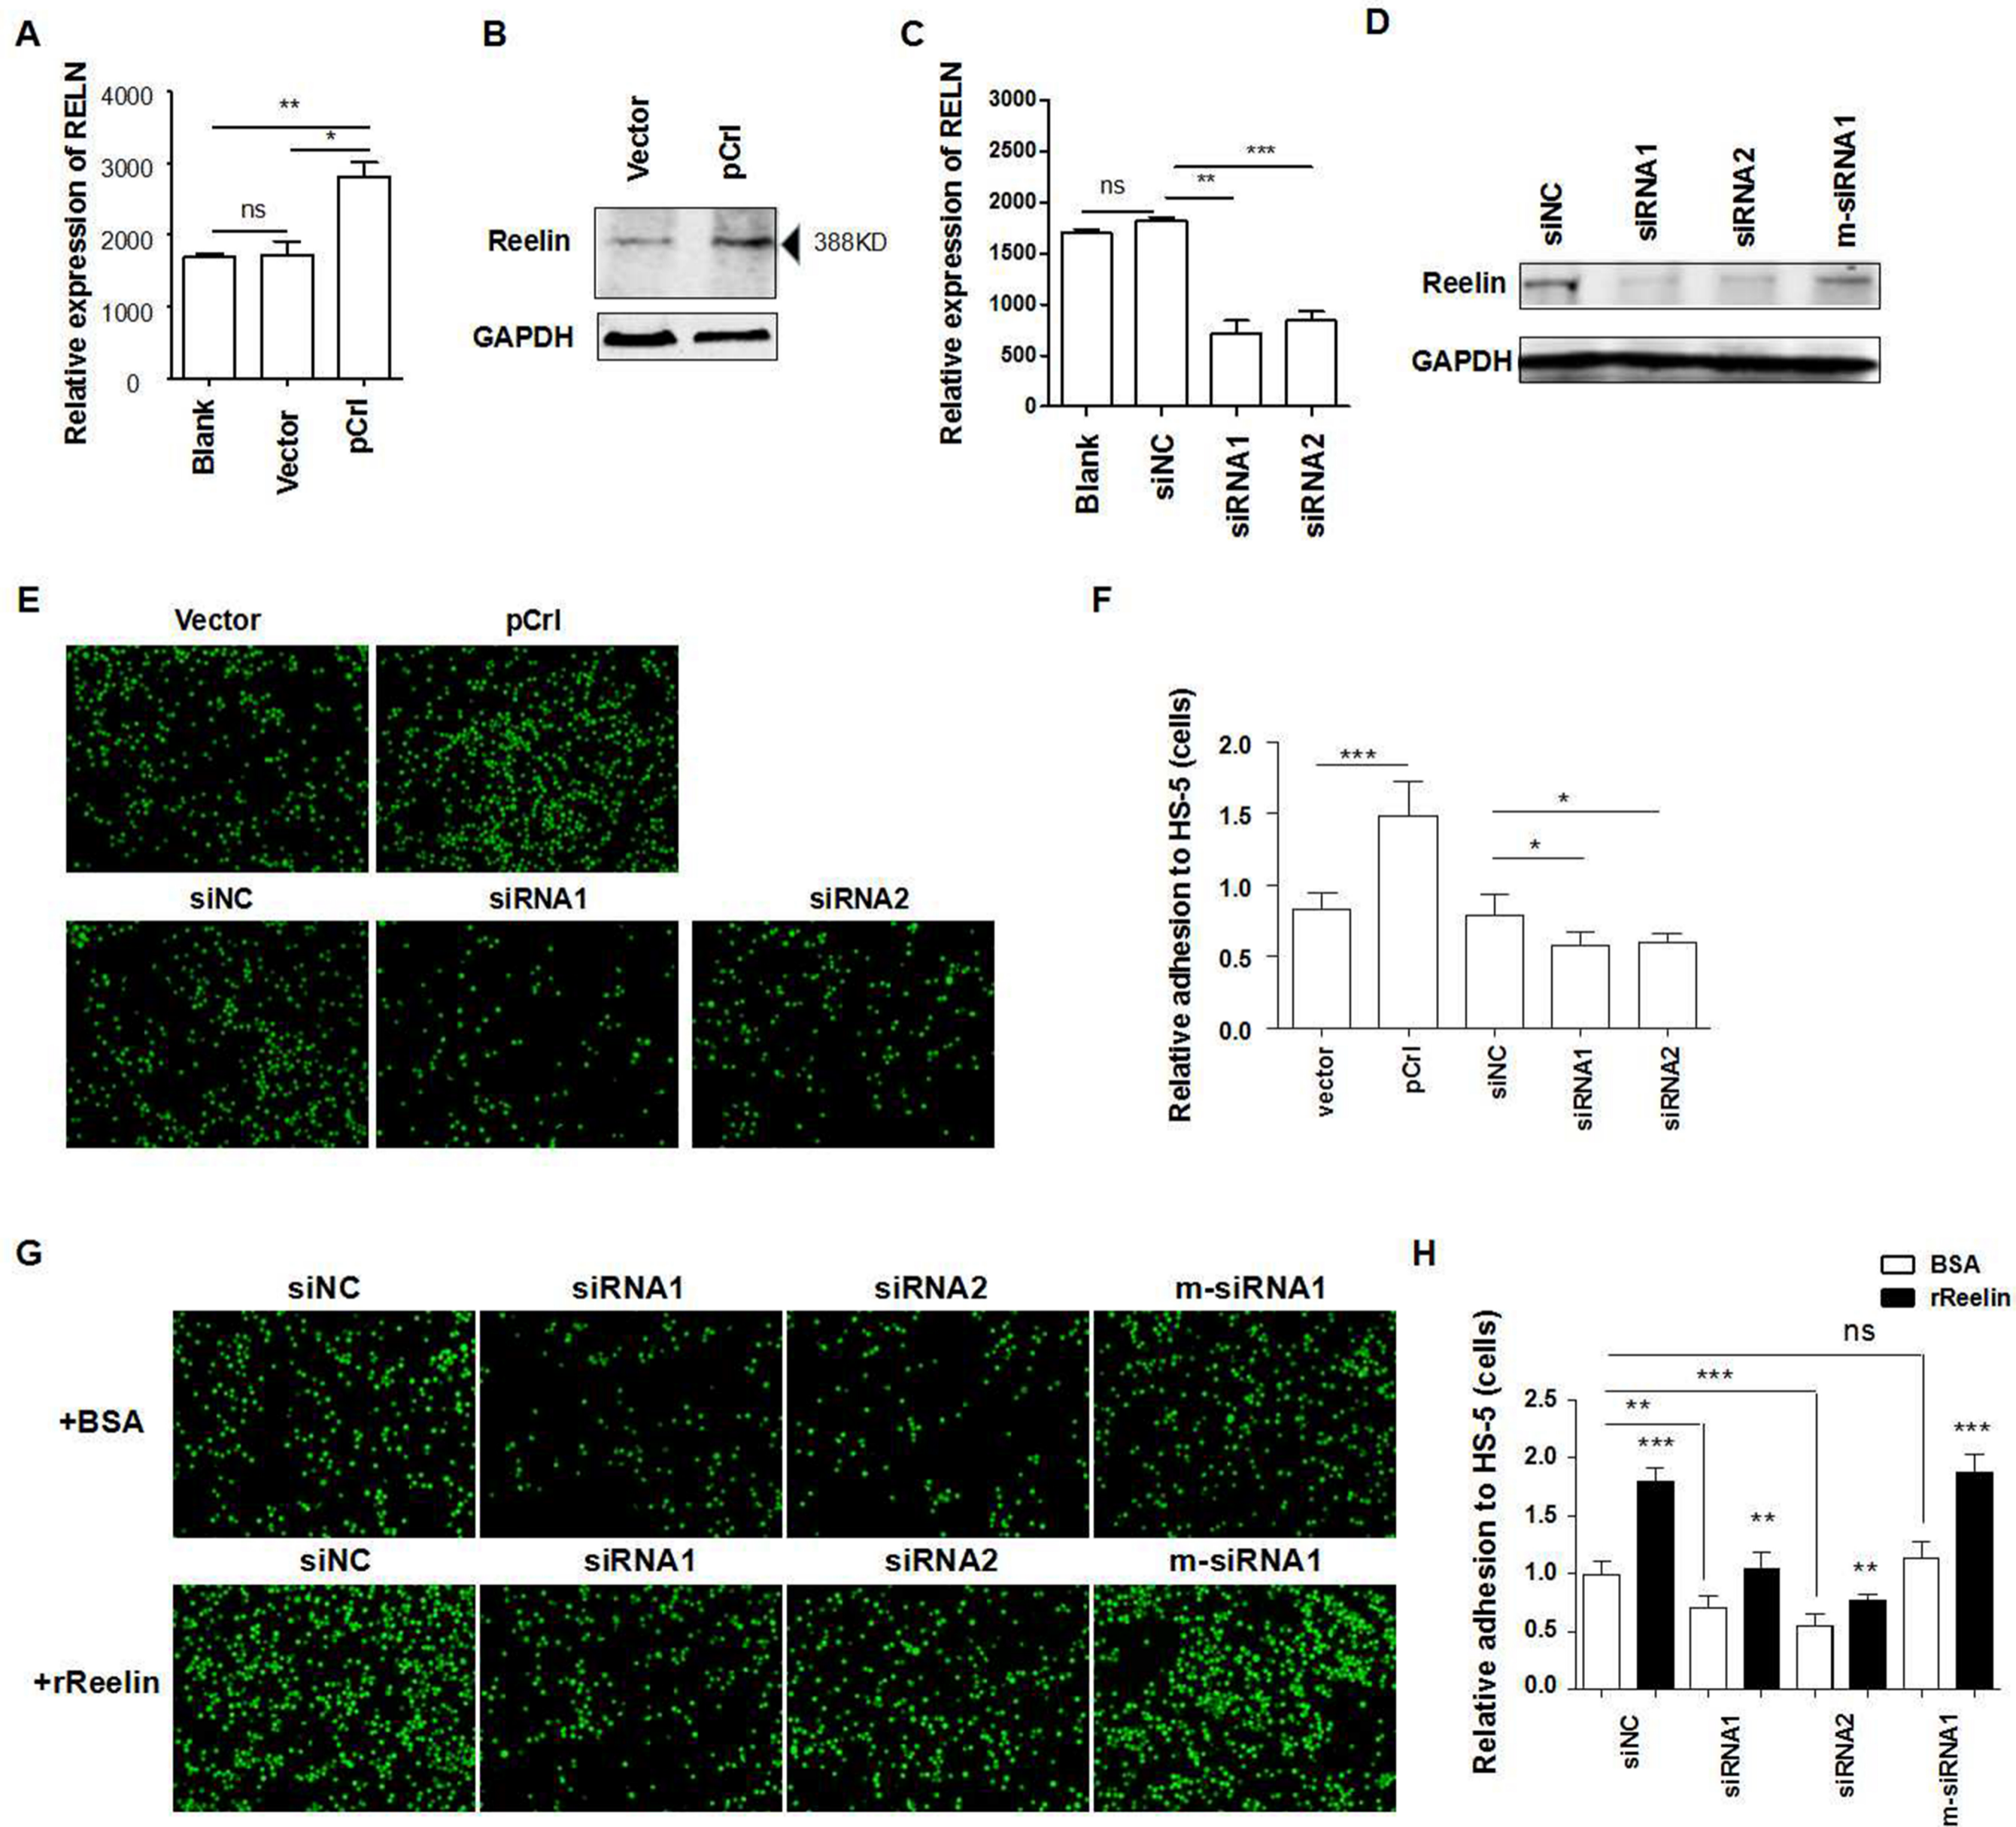 A
Relative expression of RELN
4000
3000
2000
1000
0
**
*
ns
Blank
Vector
pCrl
B
Vector
pCrl
Reelin
388KD
GAPDH
C
Relative expression of RELN
3000
2500
2000
1500
1000
500
0
ns
**
***
Blank
siNC
siRNA1
siRNA2
D
siNC
siRNA1
siRNA2
m-siRNA1
Reelin
GAPDH
E
Vector
pCrl
siNC
siRNA1
siRNA2
F
Relative adhesion to HS-5 (cells)
2.0
1.5
1.0
0.5
0.0
***
*
*
vector
pCrl
siNC
siRNA1
siRNA2
G
siNC
siRNA1
siRNA2
m-siRNA1
+BSA
siNC
siRNA1
siRNA2
m-siRNA1
+rReelin
H
BSA
rReelin
Relative adhesion to HS-5 (cells)
2.5
2.0
1.5
1.0
0.5
0.0
ns
***
**
***
**
**
***
siNC
siRNA1
siRNA2
m-siRNA1